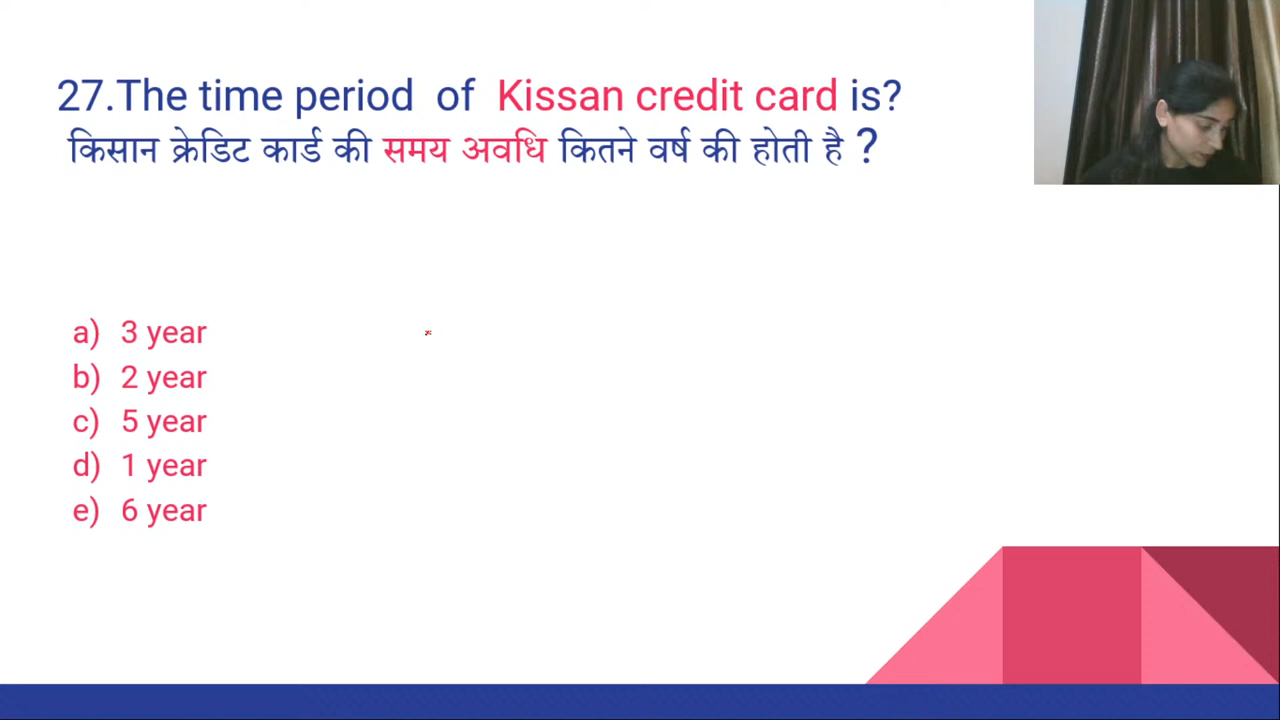 27.The time period of Kissan credit card is?
किसान क्रेडिट कार्ड की समय अवधि कितने वर्ष की होती है ?
a) 3 year
b) 2 year
c) 5 year
d) 1 year
e) 6 year